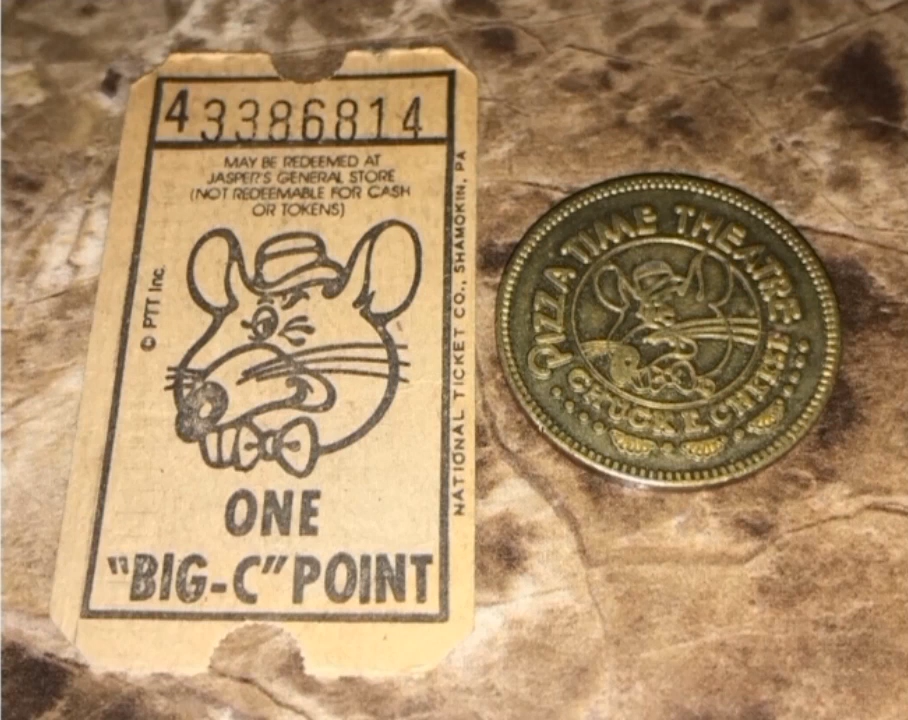 43386814
MAY BE REDEEMED AT
JASPER'S GENERAL STORE
(NOT REDEEMABLE FOR CASH
OR TOKENS)
© PTT Inc.
NATIONAL TICKET CO., SHAMOKIN, PA
ONE
"BIG-C" POINT
PIZZA TIME THEATRE
CHUCK E. CHEESE